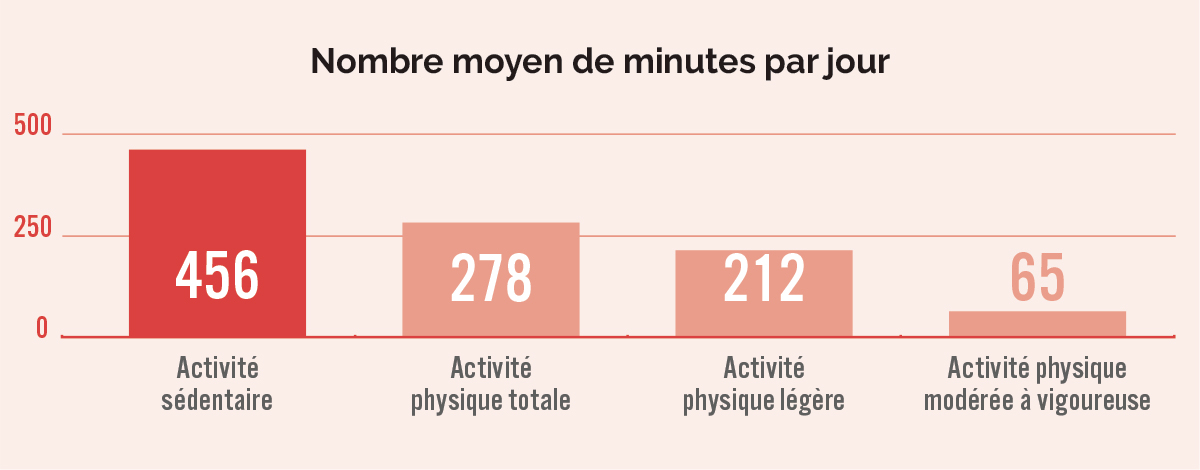 Nombre moyen de minutes par jour
500
250
0
456
278
212
65
Activité
sédentaire
Activité
physique totale
Activité
physique légère
Activité physique
modérée à vigoureuse